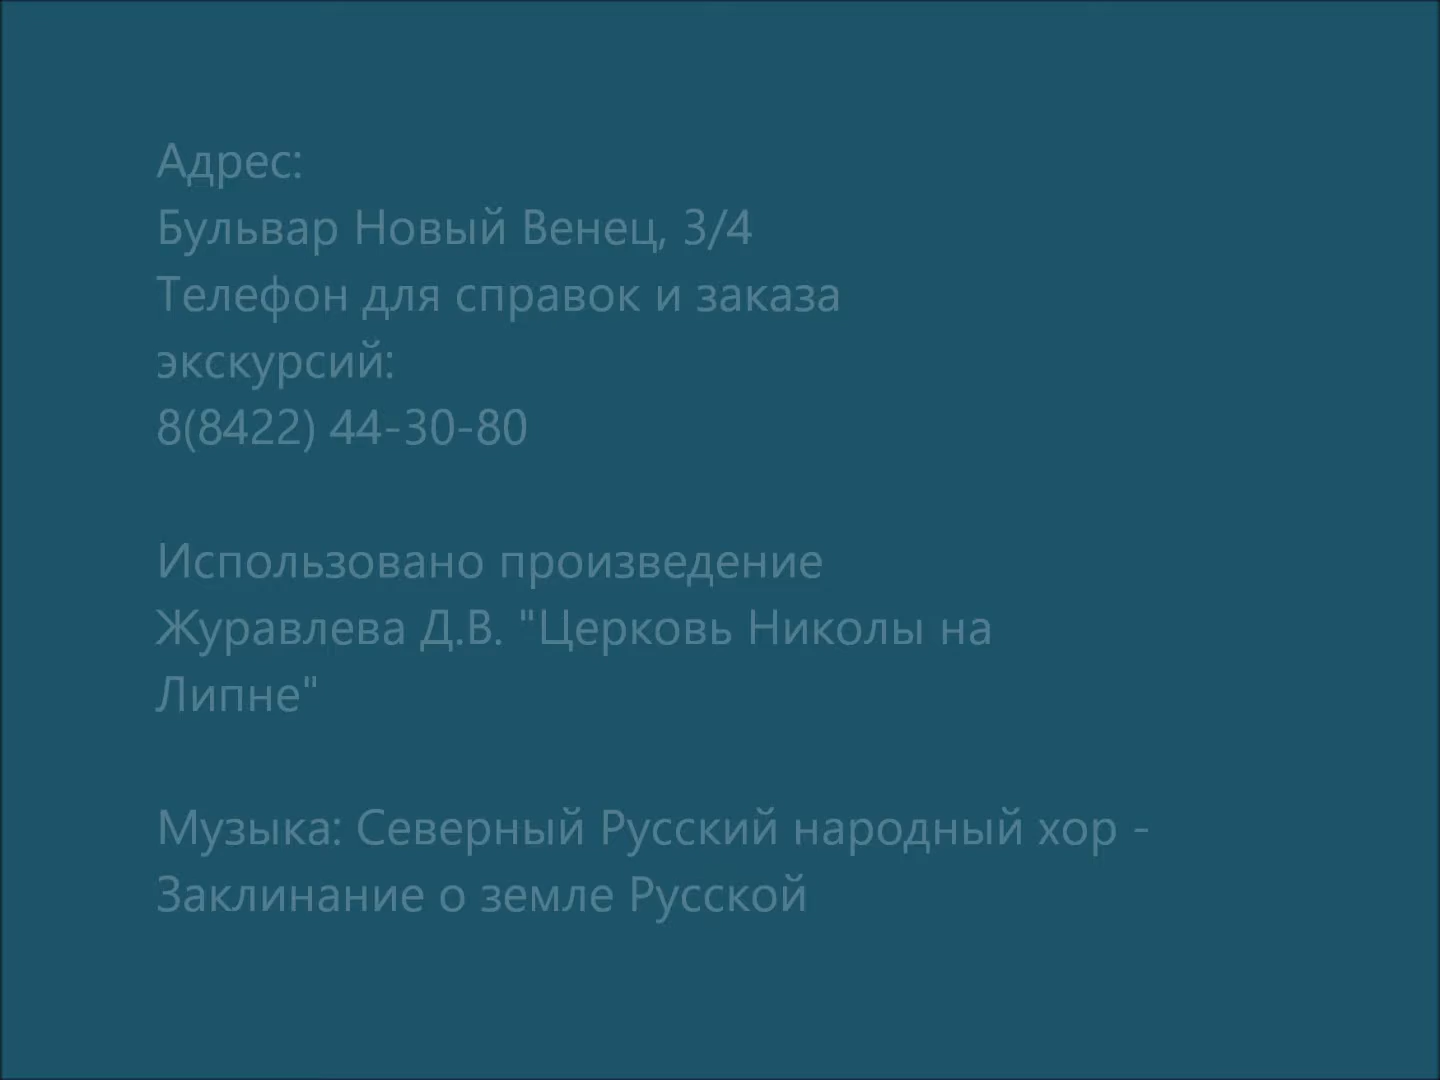 Адрес:
Бульвар Новый Венец, 3/4
Телефон для справок и заказа
экскурсий:
8(8422) 44-30-80
Использовано произведение
Журавлева Д.В. "Церковь Николы на
Липне"
Музыка: Северный Русский народный хор -
Заклинание о земле Русской